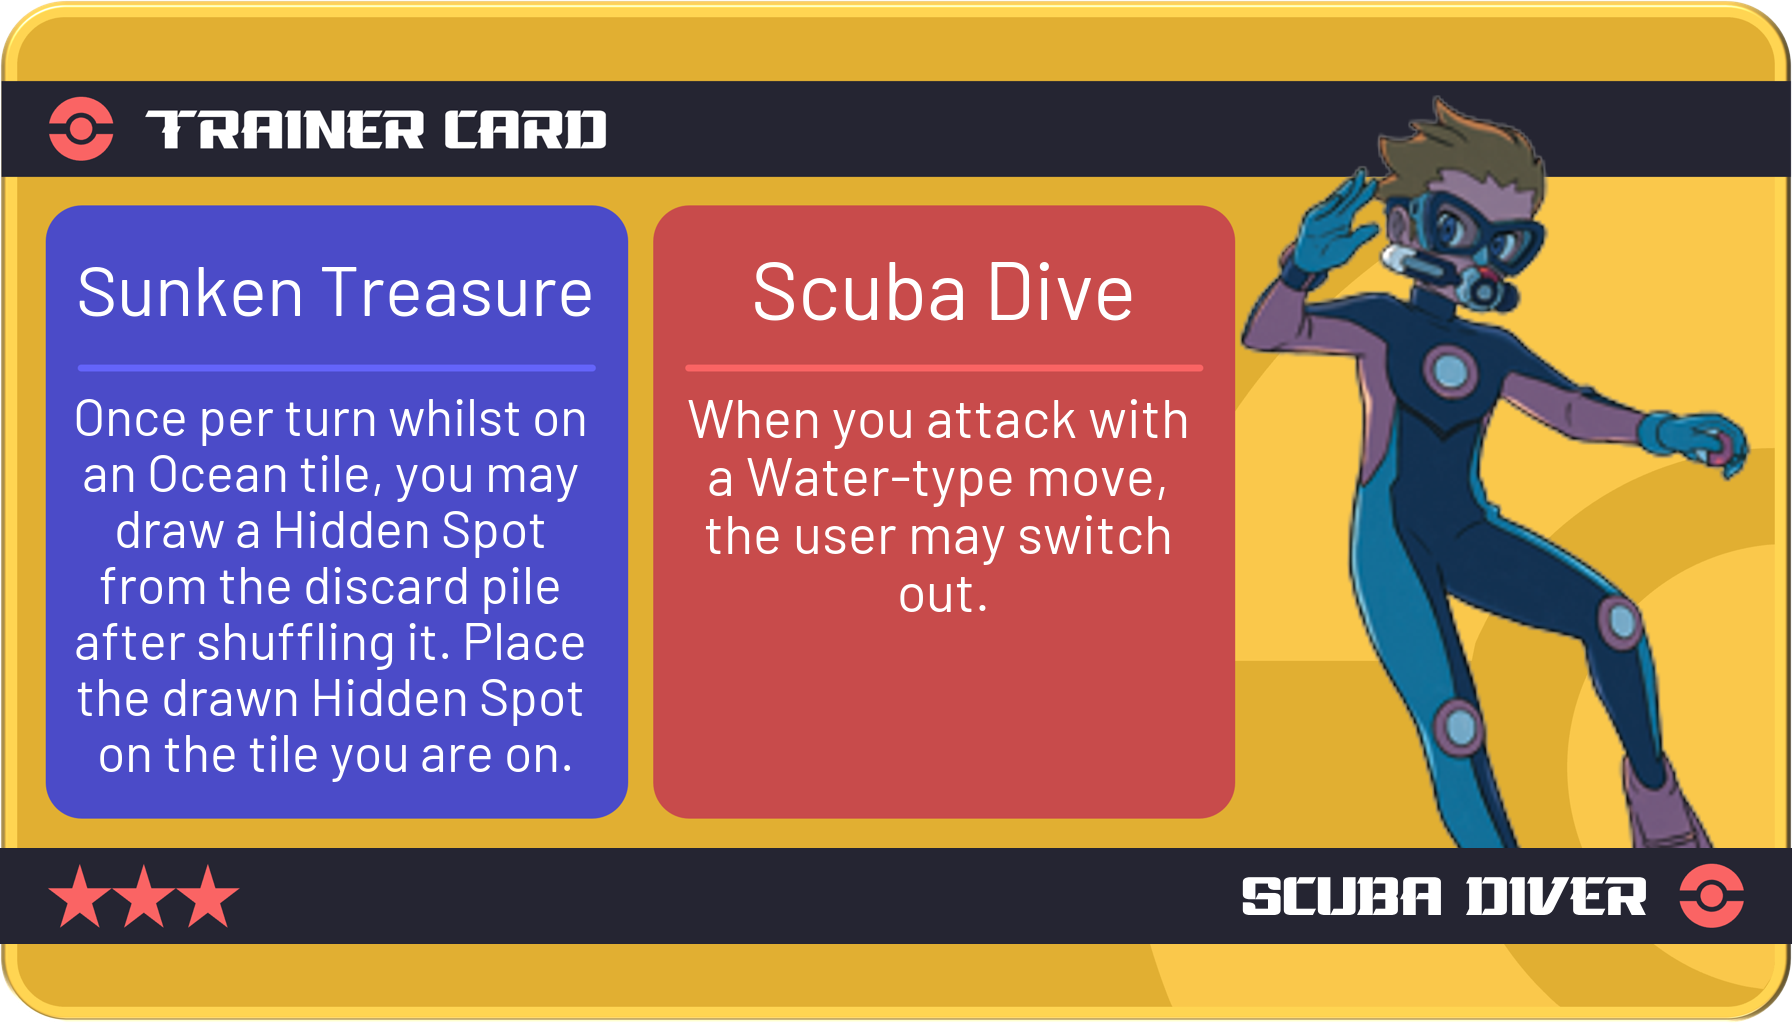 TRAINER CARD
Sunken Treasure
Once per turn whilst on
an Ocean tile, you may
draw a Hidden Spot
from the discard pile
after shuffling it. Place
the drawn Hidden Spot
on the tile you are on.
Scuba Dive
When you attack with
a Water-type move,
the user may switch
out.
SCUBA DIVER